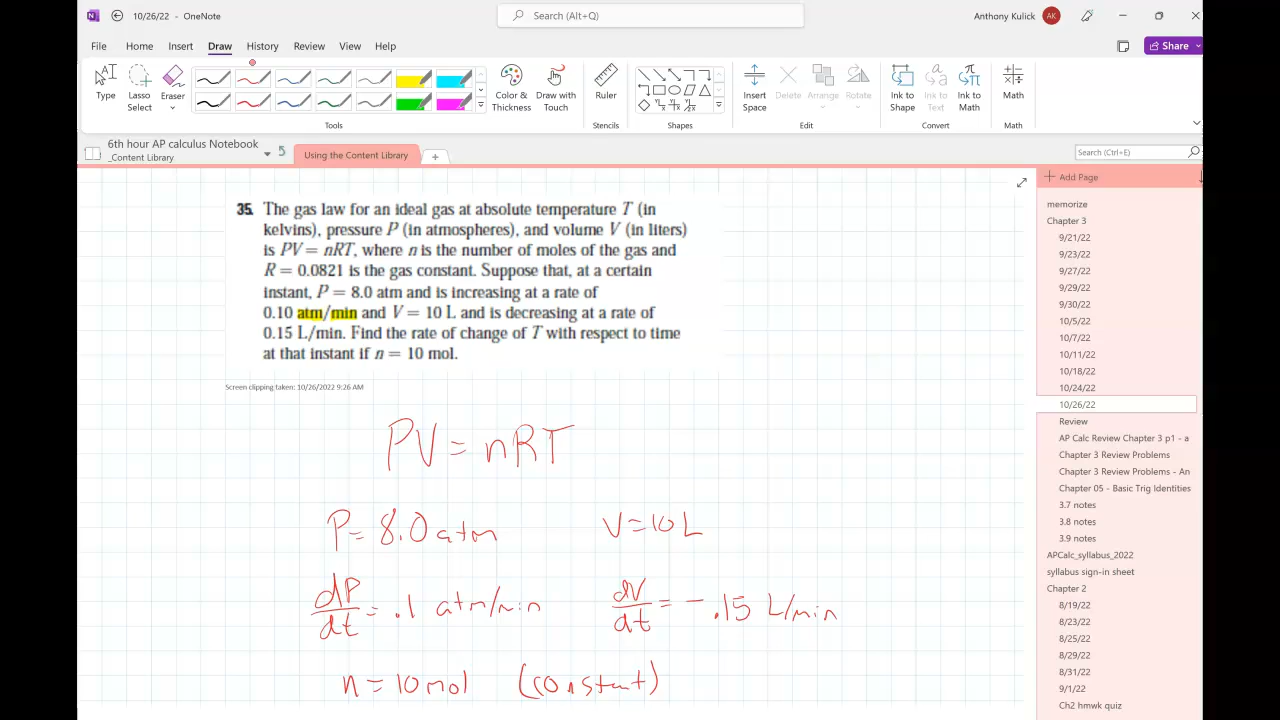 10/26/22 - OneNote
Search (Alt+Q)
Anthony Kulick
AK
File Home Insert Draw History Review View Help
Share
Type
Lasso Select
Eraser
Color & Thickness
Draw with Touch
Ruler
Insert Space
Delete
Arrange
Rotate
Ink to Shape
Ink to Text
Ink to Math
Math
Tools
Stencils
Shapes
Edit
Convert
Math
6th hour AP calculus Notebook
_Content Library
Using the Content Library
Search (Ctrl+E)
35. The gas law for an ideal gas at absolute temperature T (in
kelvins), pressure P (in atmospheres), and volume V (in liters)
is PV = nRT, where n is the number of moles of the gas and
R = 0.0821 is the gas constant. Suppose that, at a certain
instant, P = 8.0 atm and is increasing at a rate of
0.10 atm/min and V = 10 L and is decreasing at a rate of
0.15 L/min. Find the rate of change of T with respect to time
at that instant if n = 10 mol.
Screen clipping taken: 10/26/2022 9:26 AM
PV = nRT
P = 8.0 atm V = 10 L
dP/dt = .1 atm/min dV/dt = -.15 L/min
n = 10 mol (constant)
Add Page
memorize
Chapter 3
9/21/22
9/23/22
9/27/22
9/29/22
9/30/22
10/5/22
10/7/22
10/11/22
10/18/22
10/24/22
10/26/22
Review
AP Calc Review Chapter 3 p1 - a
Chapter 3 Review Problems
Chapter 3 Review Problems - An
Chapter 05 - Basic Trig Identities
3.7 notes
3.8 notes
3.9 notes
APCalc_syllabus_2022
syllabus sign-in sheet
Chapter 2
8/19/22
8/23/22
8/25/22
8/29/22
8/31/22
9/1/22
Ch2 hmwk quiz